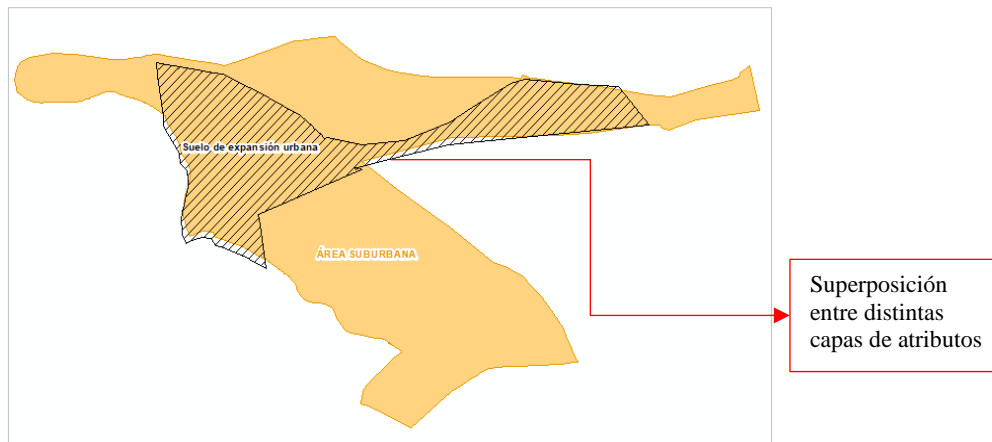 Suelo de expansión urbana
ÁREA SUBURBANA
Superposición
entre distintas
capas de atributos